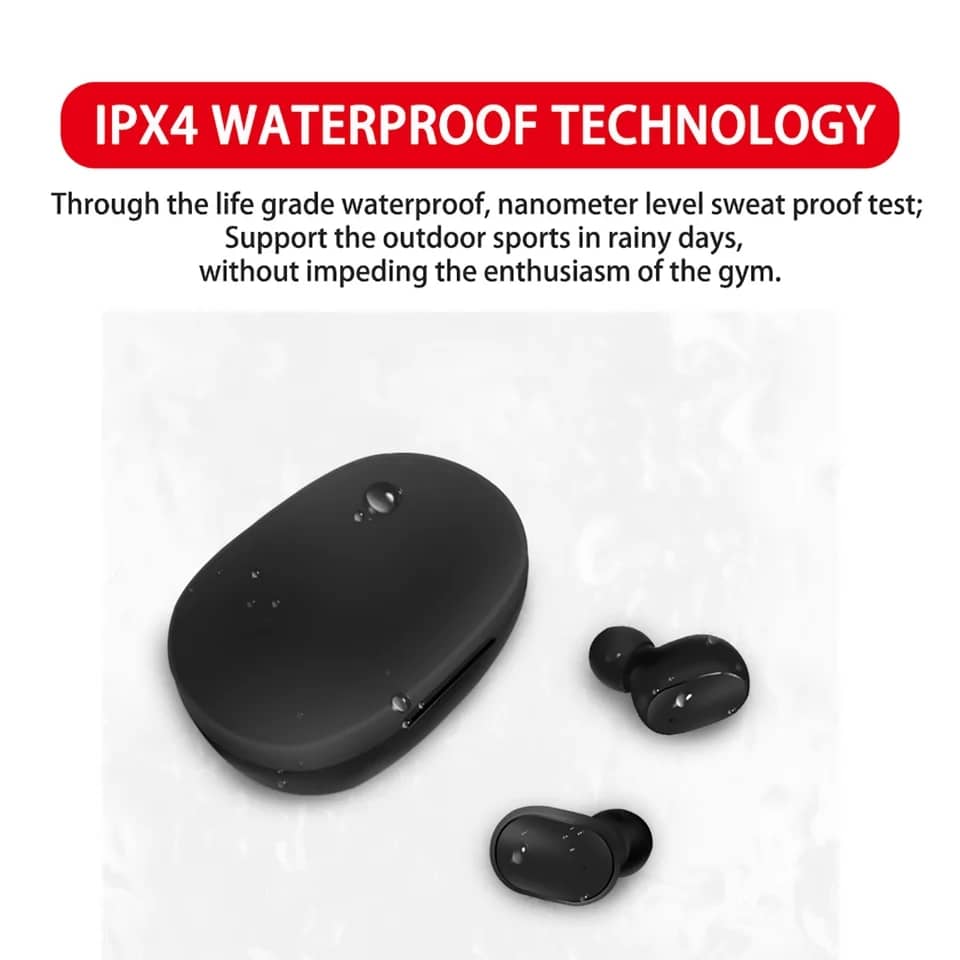 IPX4 WATERPROOF TECHNOLOGY
Through the life grade waterproof, nanometer level sweat proof test;
Support the outdoor sports in rainy days,
without impeding the enthusiasm of the gym.